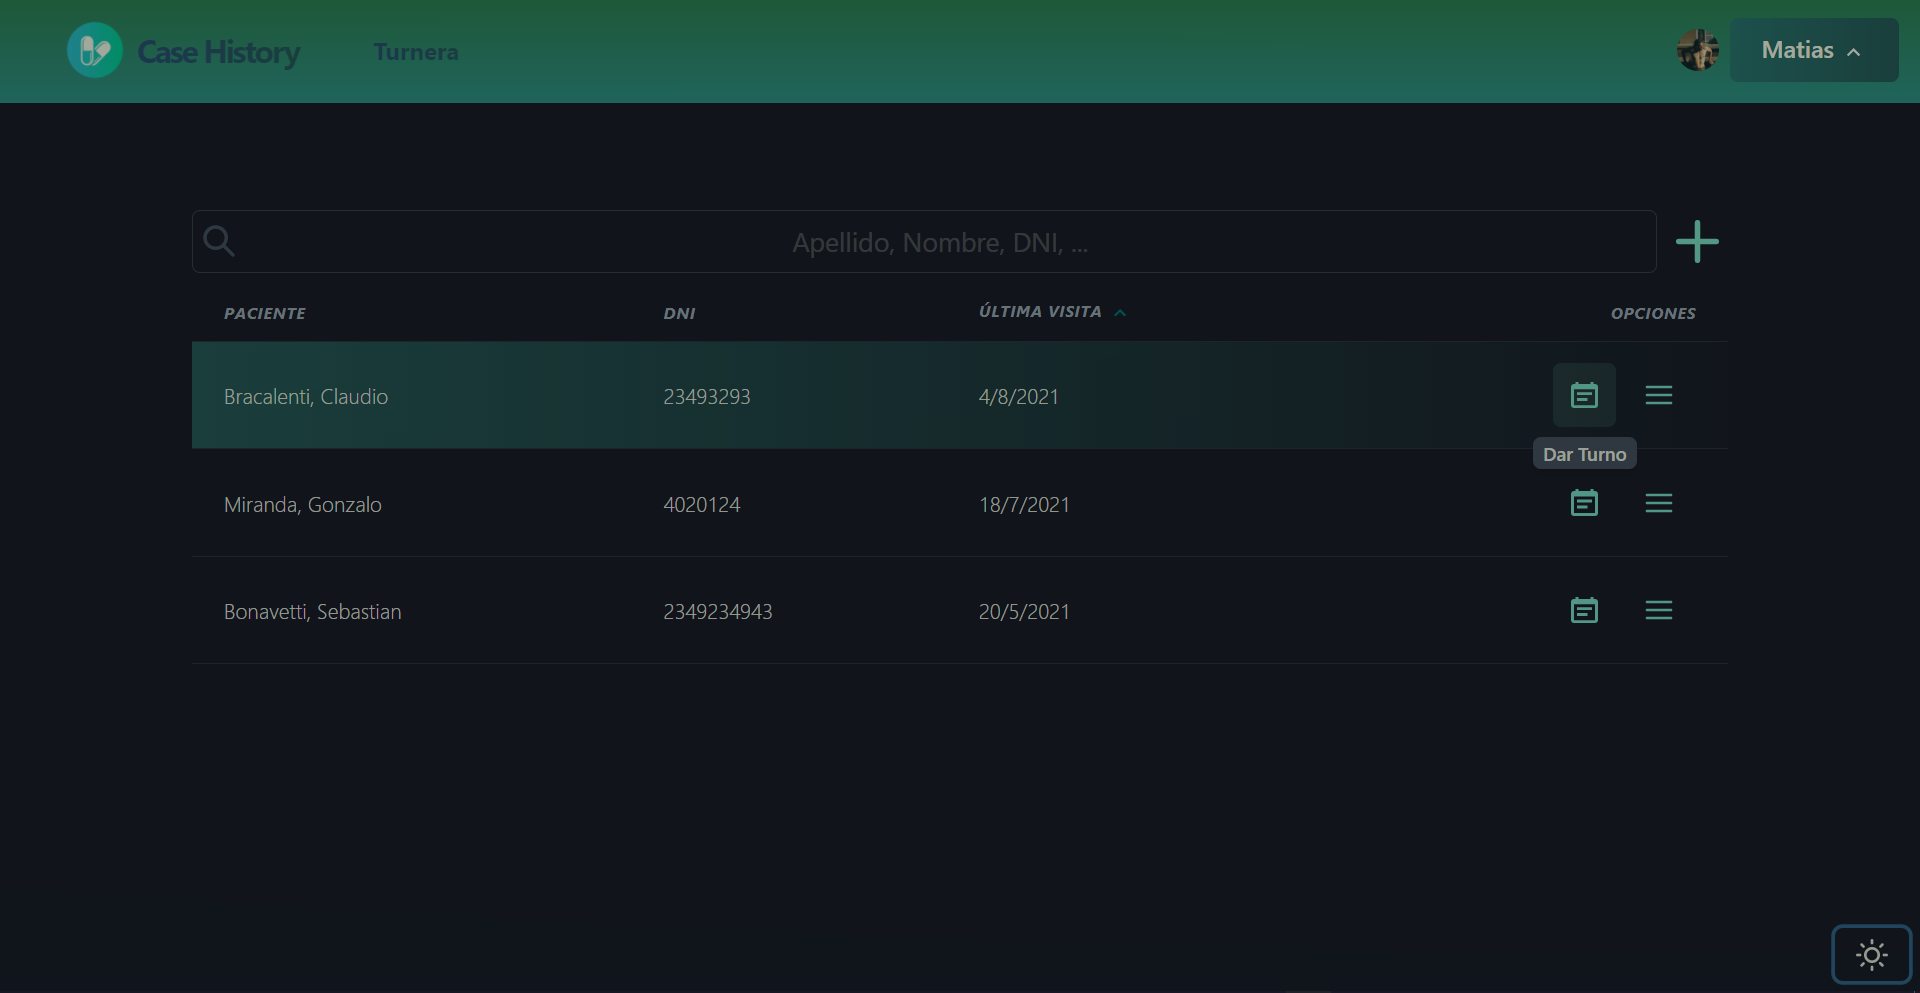 Case History
Turnera
Matias
Apellido, Nombre, DNI, ...
PACIENTE DNI ÚLTIMA VISITA OPCIONES
Bracalenti, Claudio 23493293 4/8/2021
Dar Turno
Miranda, Gonzalo 4020124 18/7/2021
Bonavetti, Sebastian 2349234943 20/5/2021